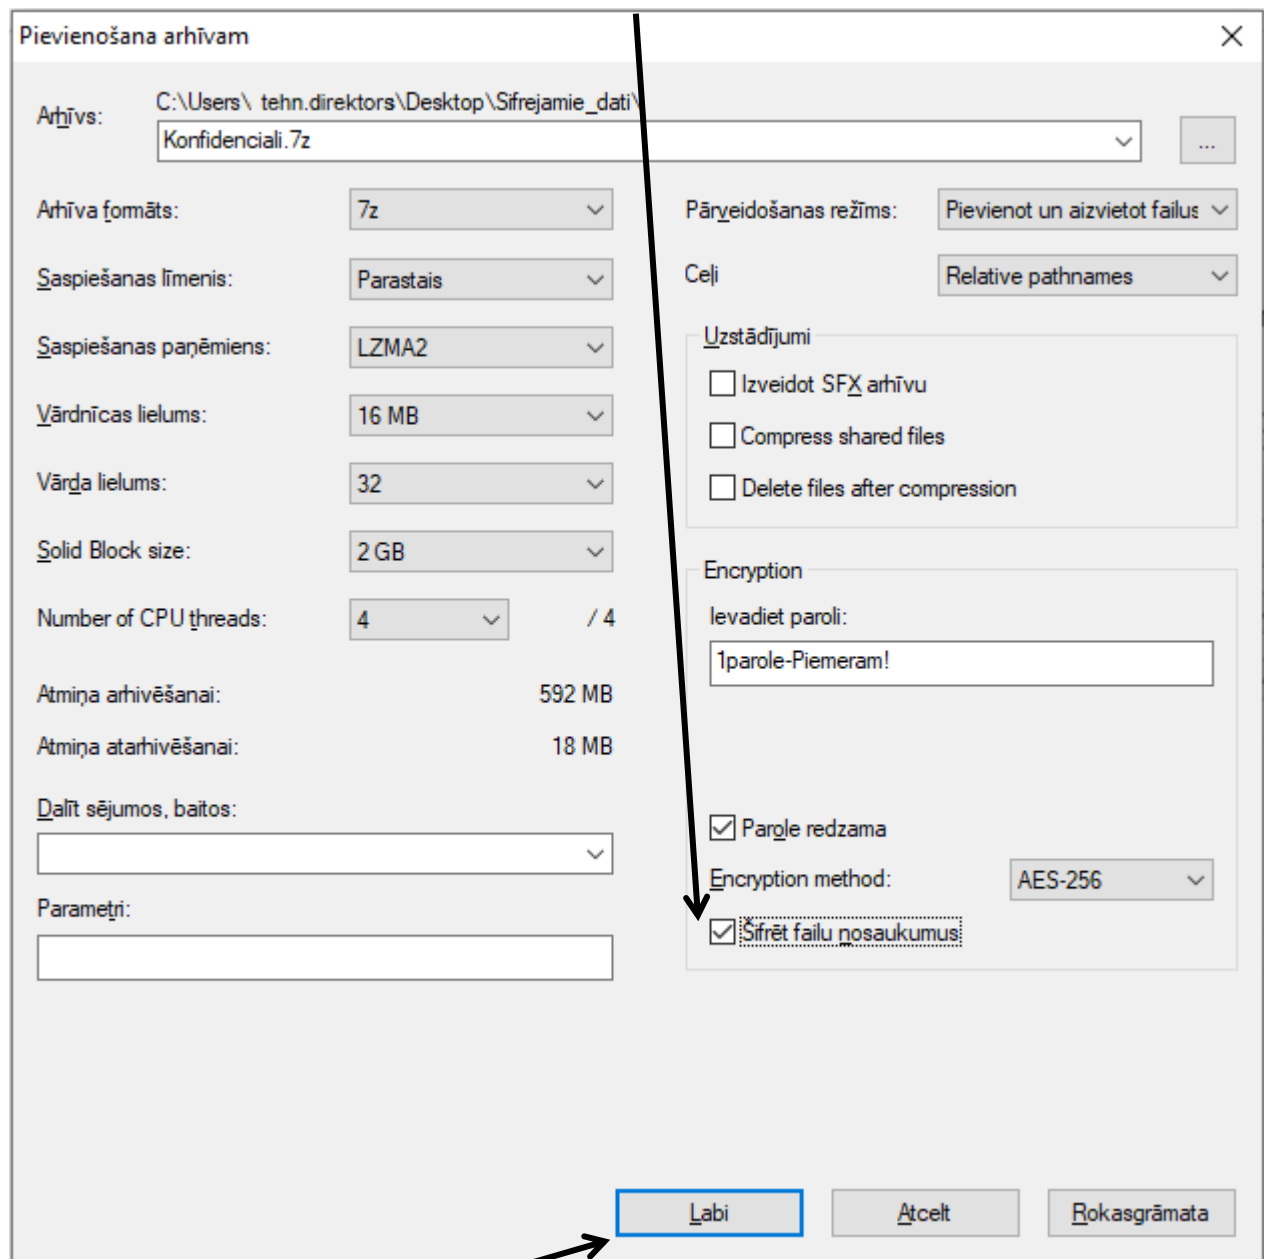 Pievienošana arhīvam
Arhīvs:
C:\Users\ tehn.direktors\Desktop\Sifrejamie_dati\
Konfidenciali.7z
...
Arhīva formāts:
7z
Saspiešanas līmenis:
Parastais
Saspiešanas paņēmiens:
LZMA2
Vārdnīcas lielums:
16 MB
Vārda lielums:
32
Solid Block size:
2 GB
Number of CPU threads:
4
/ 4
Atmiņa arhivēšanai:
592 MB
Atmiņa atarhivēšanai:
18 MB
Dalīt sējumos, baitos:
Parametri:
Pārveidošanas režīms:
Pievienot un aizvietot failus
Ceļi
Relative pathnames
Uzstādījumi
Izveidot SFX arhīvu
Compress shared files
Delete files after compression
Encryption
Ievadiet paroli:
1parole-Piemeram!
Parole redzama
Encryption method:
AES-256
Šifrēt failu nosaukumus
Labi
Atcelt
Rokasgrāmata